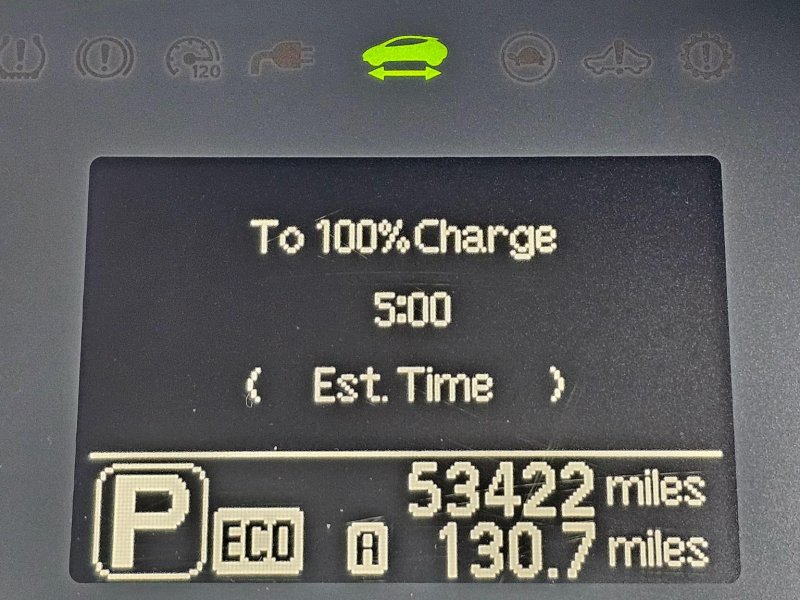 120
To 100% Charge
5:00
( Est. Time )
P ECO 53422 miles
A 130.7 miles